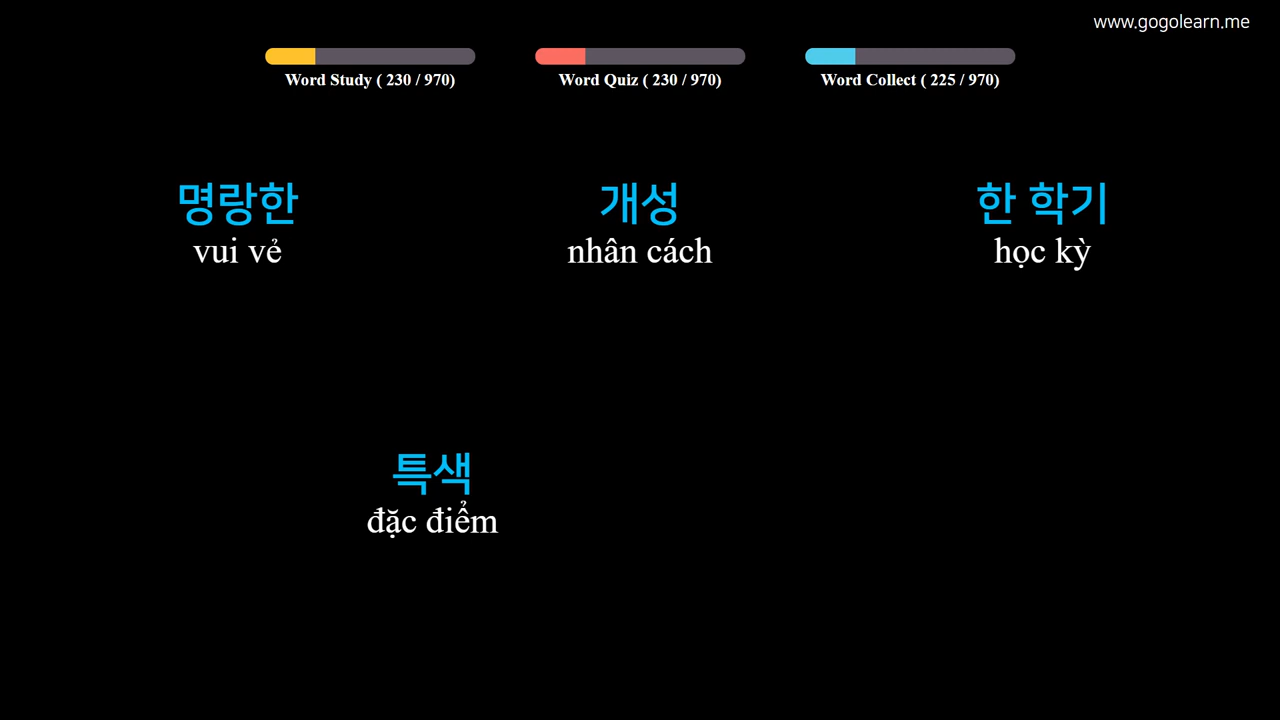 www.gogolearn.me
Word Study ( 230 / 970)
Word Quiz ( 230 / 970)
Word Collect ( 225 / 970)
명랑한
vui vẻ
개성
nhân cách
한 학기
học kỳ
특색
đặc điểm